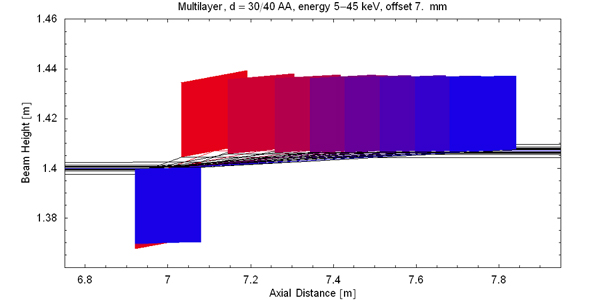 Multilayer, d = 30/40 AA, energy 5−45 keV, offset 7. mm
1.46
1.44
1.42
1.4
1.38
Beam Height [m]
6.8 7 7.2 7.4 7.6 7.8
Axial Distance [m]